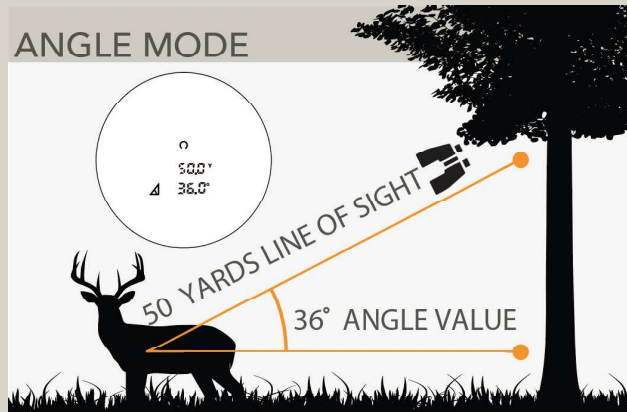 ANGLE MODE
50.0 Y
36.0°
50 YARDS LINE OF SIGHT
36° ANGLE VALUE